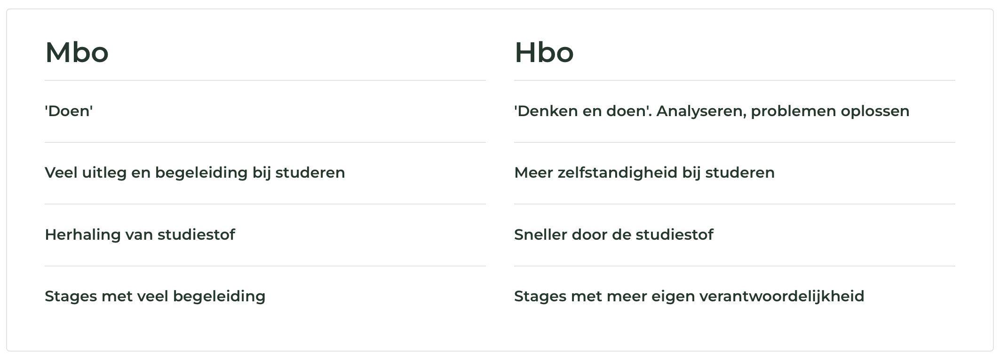 Mbo
'Doen'
Veel uitleg en begeleiding bij studeren
Herhaling van studiestof
Stages met veel begeleiding
Hbo
'Denken en doen'. Analyseren, problemen oplossen
Meer zelfstandigheid bij studeren
Sneller door de studiestof
Stages met meer eigen verantwoordelijkheid